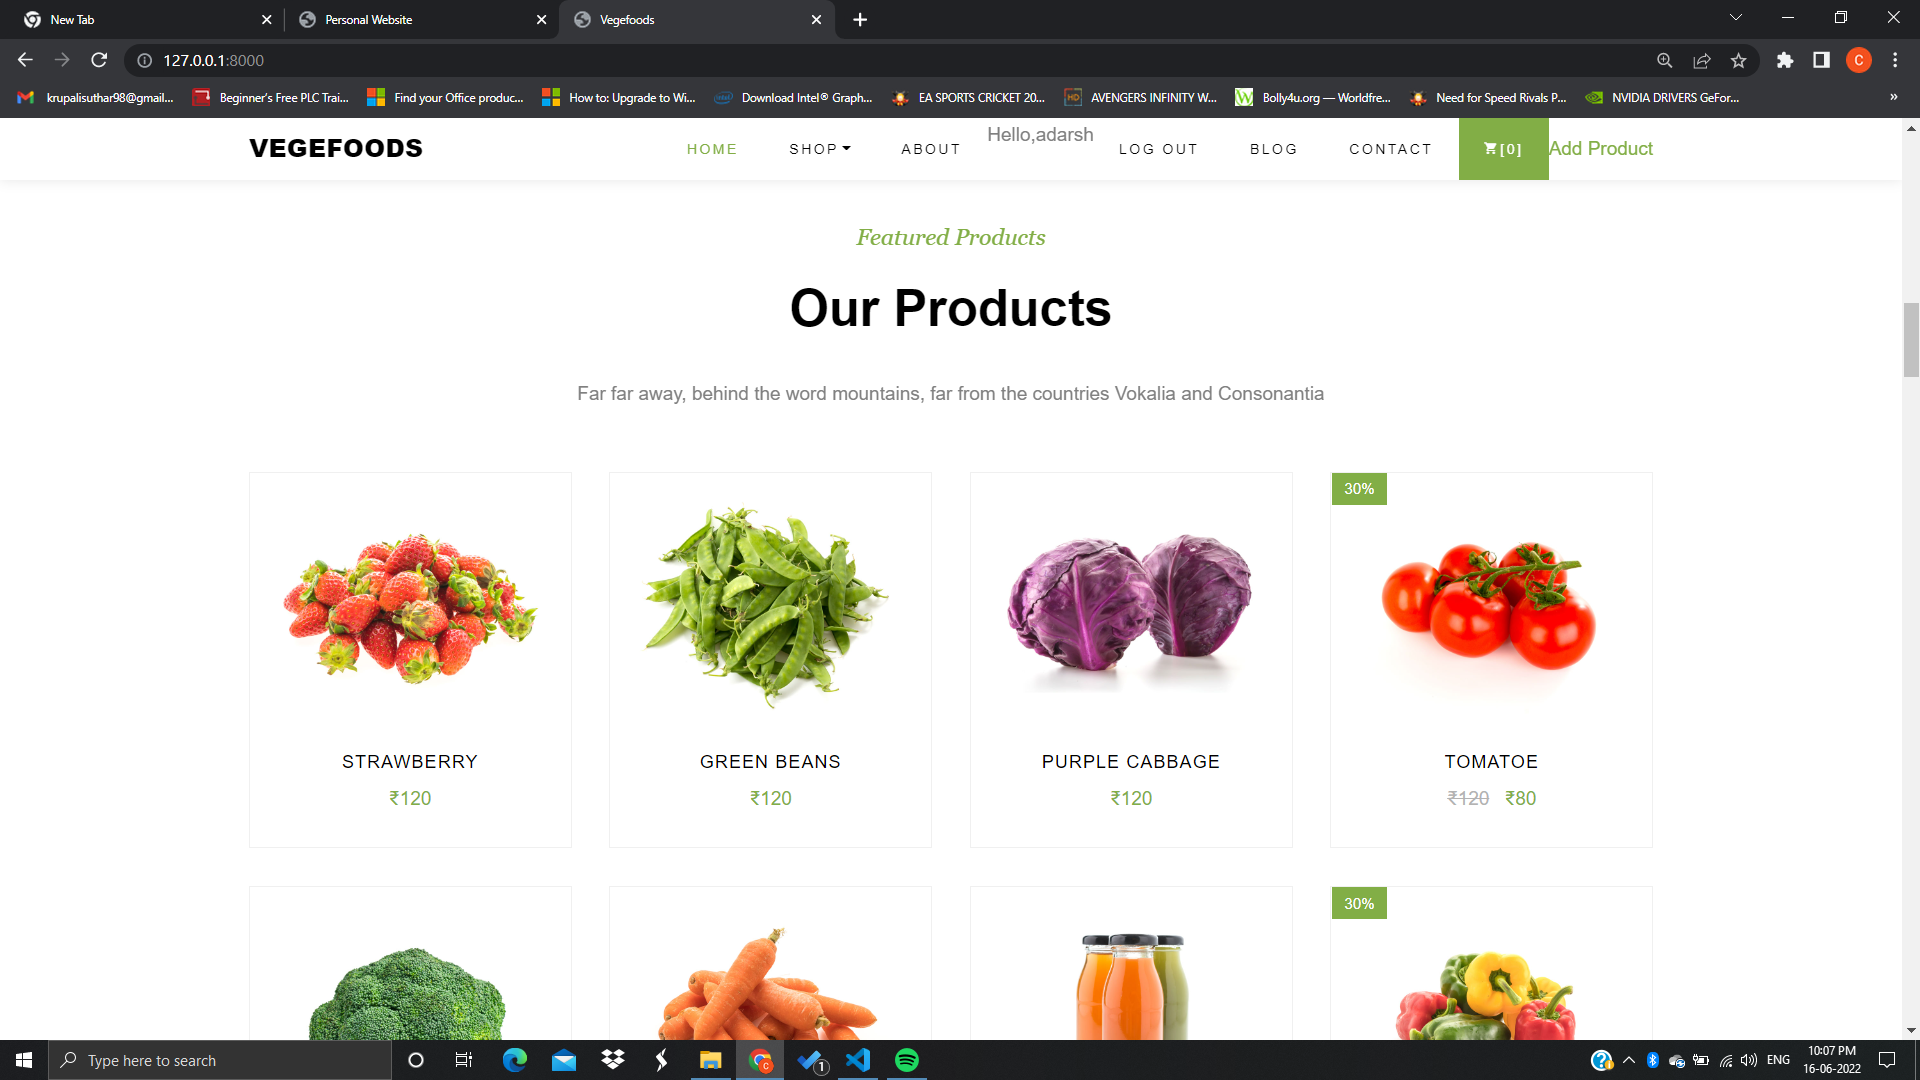 New Tab
Personal Website
Vegefoods
127.0.0.1:8000
C
krupalisuthar98@gmail...
Beginner's Free PLC Trai...
Find your Office produc...
How to: Upgrade to Wi...
Download Intel® Graph...
EA SPORTS CRICKET 20...
HD AVENGERS INFINITY W...
W Bolly4u.org — Worldfre...
Need for Speed Rivals P...
NVIDIA DRIVERS GeFor...
»
VEGEFOODS
HOME
SHOP
ABOUT
Hello,adarsh
LOG OUT
BLOG
CONTACT
[0]
Add Product
Featured Products
Our Products
Far far away, behind the word mountains, far from the countries Vokalia and Consonantia
30%
STRAWBERRY
₹120
GREEN BEANS
₹120
PURPLE CABBAGE
₹120
TOMATOE
₹120 ₹80
30%
Type here to search
C
1
ENG
10:07 PM
16-06-2022